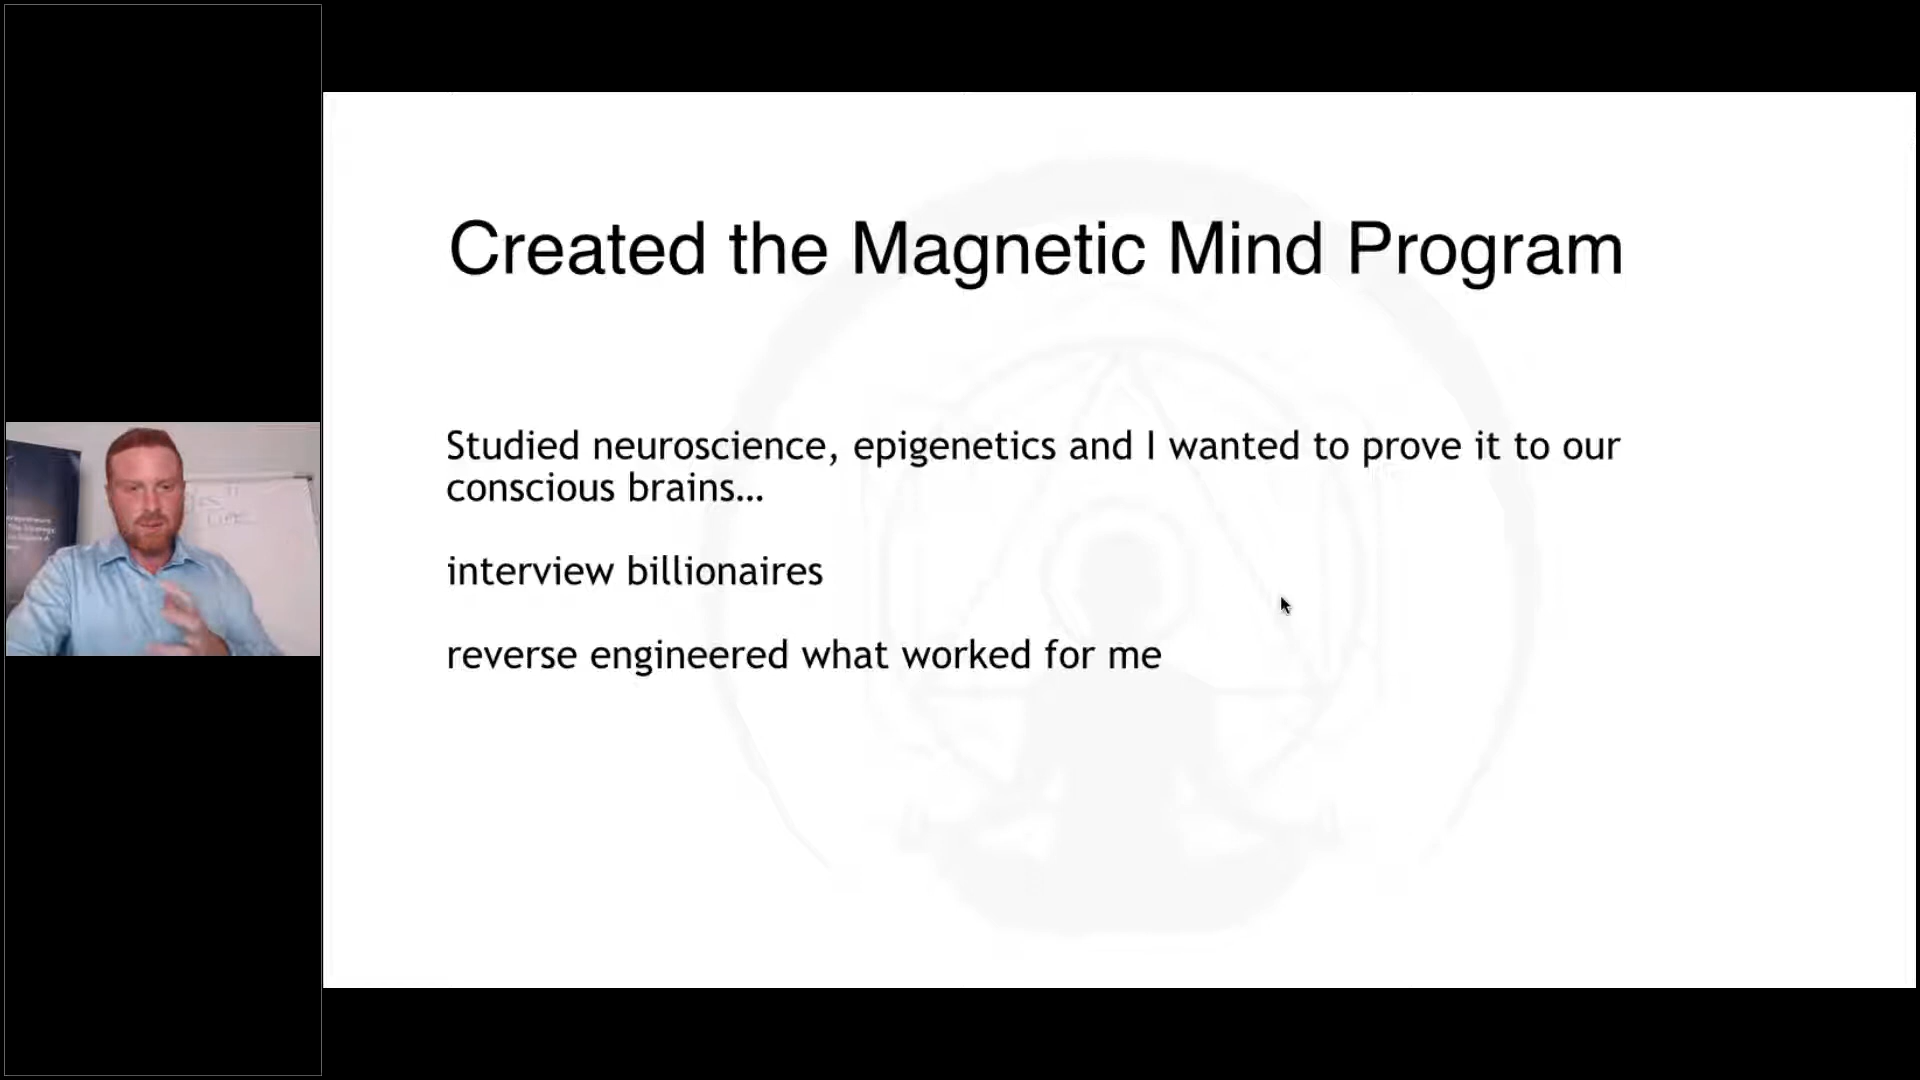 Created the Magnetic Mind Program
Studied neuroscience, epigenetics and I wanted to prove it to our
conscious brains...
interview billionaires
reverse engineered what worked for me